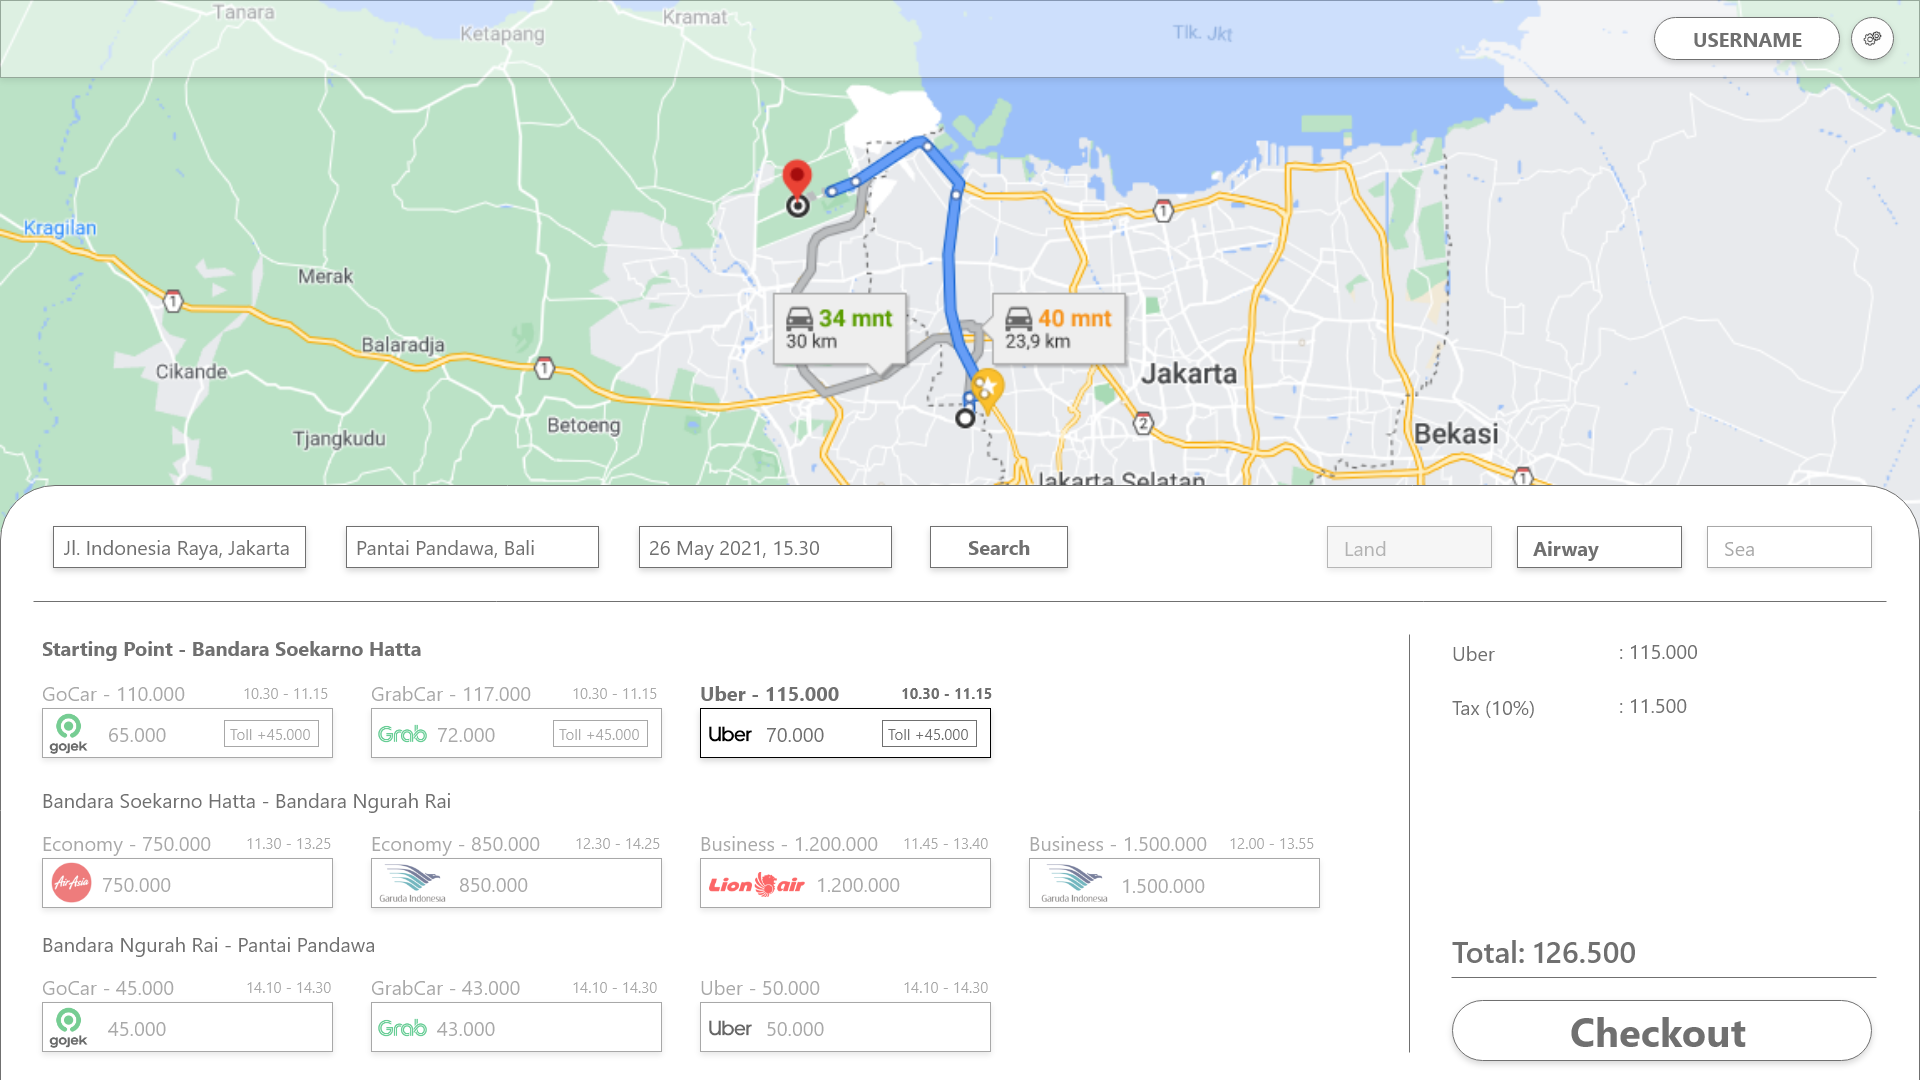 Tanara
Ketapang
Kramat
Tlk. Jkt
USERNAME
Kragilan
Merak
Balaradja
Cikande
Tjangkudu
Betoeng
34 mnt
30 km
40 mnt
23,9 km
Jakarta
Bekasi
Jakarta Selatan
1
1
1
2
1
Jl. Indonesia Raya, Jakarta
Pantai Pandawa, Bali
26 May 2021, 15.30
Search
Land
Airway
Sea
Starting Point - Bandara Soekarno Hatta
GoCar - 110.000 10.30 - 11.15
gojek 65.000 Toll +45.000
GrabCar - 117.000 10.30 - 11.15
Grab 72.000 Toll +45.000
Uber - 115.000 10.30 - 11.15
Uber 70.000 Toll +45.000
Bandara Soekarno Hatta - Bandara Ngurah Rai
Economy - 750.000 11.30 - 13.25
AirAsia 750.000
Economy - 850.000 12.30 - 14.25
Garuda Indonesia 850.000
Business - 1.200.000 11.45 - 13.40
Lion air 1.200.000
Business - 1.500.000 12.00 - 13.55
Garuda Indonesia 1.500.000
Bandara Ngurah Rai - Pantai Pandawa
GoCar - 45.000 14.10 - 14.30
gojek 45.000
GrabCar - 43.000 14.10 - 14.30
Grab 43.000
Uber - 50.000 14.10 - 14.30
Uber 50.000
Uber : 115.000
Tax (10%) : 11.500
Total: 126.500
Checkout